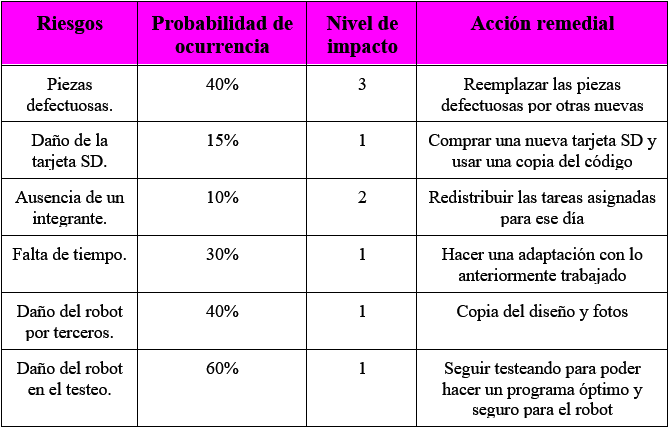 Riesgos
Probabilidad de
ocurrencia
Nivel de
impacto
Acción remedial
Piezas
defectuosas.
40%
3
Reemplazar las piezas
defectuosas por otras nuevas
Daño de la
tarjeta SD.
15%
1
Comprar una nueva tarjeta SD y
usar una copia del código
Ausencia de un
integrante.
10%
2
Redistribuir las tareas asignadas
para ese día
Falta de tiempo.
30%
1
Hacer una adaptación con lo
anteriormente trabajado
Daño del robot
por terceros.
40%
1
Copia del diseño y fotos
Daño del robot
en el testeo.
60%
1
Seguir testeando para poder
hacer un programa óptimo y
seguro para el robot